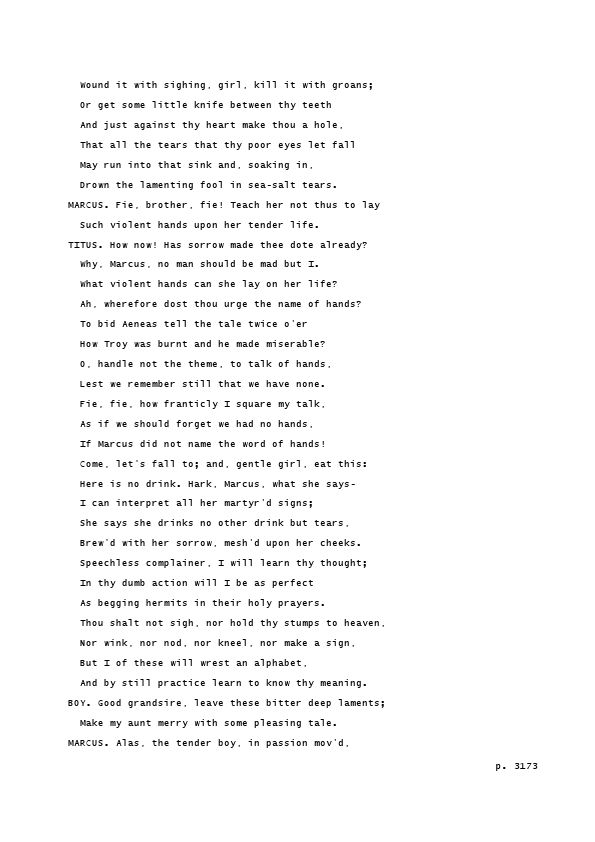 Wound it with sighing, girl, kill it with groans;
Or get some little knife between thy teeth
And just against thy heart make thou a hole,
That all the tears that thy poor eyes let fall
May run into that sink and, soaking in,
Drown the lamenting fool in sea-salt tears.
MARCUS. Fie, brother, fie! Teach her not thus to lay
Such violent hands upon her tender life.
TITUS. How now! Has sorrow made thee dote already?
Why, Marcus, no man should be mad but I.
What violent hands can she lay on her life?
Ah, wherefore dost thou urge the name of hands?
To bid Aeneas tell the tale twice o'er
How Troy was burnt and he made miserable?
O, handle not the theme, to talk of hands,
Lest we remember still that we have none.
Fie, fie, how franticly I square my talk,
As if we should forget we had no hands,
If Marcus did not name the word of hands!
Come, let's fall to; and, gentle girl, eat this:
Here is no drink. Hark, Marcus, what she says-
I can interpret all her martyr'd signs;
She says she drinks no other drink but tears,
Brew'd with her sorrow, mesh'd upon her cheeks.
Speechless complainer, I will learn thy thought;
In thy dumb action will I be as perfect
As begging hermits in their holy prayers.
Thou shalt not sigh, nor hold thy stumps to heaven,
Nor wink, nor nod, nor kneel, nor make a sign,
But I of these will wrest an alphabet,
And by still practice learn to know thy meaning.
BOY. Good grandsire, leave these bitter deep laments;
Make my aunt merry with some pleasing tale.
MARCUS. Alas, the tender boy, in passion mov'd,
p. 3173